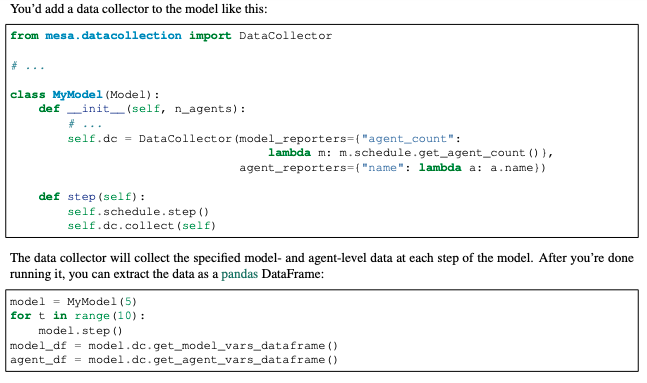 You’d add a data collector to the model like this:
from mesa.datacollection import DataCollector
# ...
class MyModel(Model):
    def __init__(self, n_agents):
        # ...
        self.dc = DataCollector(model_reporters={"agent_count":
                                    lambda m: m.schedule.get_agent_count()},
                                agent_reporters={"name": lambda a: a.name})
    def step(self):
        self.schedule.step()
        self.dc.collect(self)
The data collector will collect the specified model- and agent-level data at each step of the model. After you’re done
running it, you can extract the data as a pandas DataFrame:
model = MyModel(5)
for t in range(10):
    model.step()
model_df = model.dc.get_model_vars_dataframe()
agent_df = model.dc.get_agent_vars_dataframe()